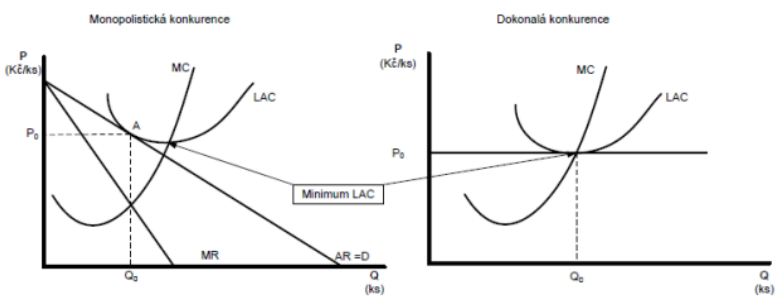 Monopolistická konkurence
P
(Kč/ks)
MC
LAC
A
P₀
MR
AR =D
Q₀
Q
(ks)
Minimum LAC
Dokonalá konkurence
P
(Kč/ks)
MC
LAC
P₀
Q₀
Q
(ks)